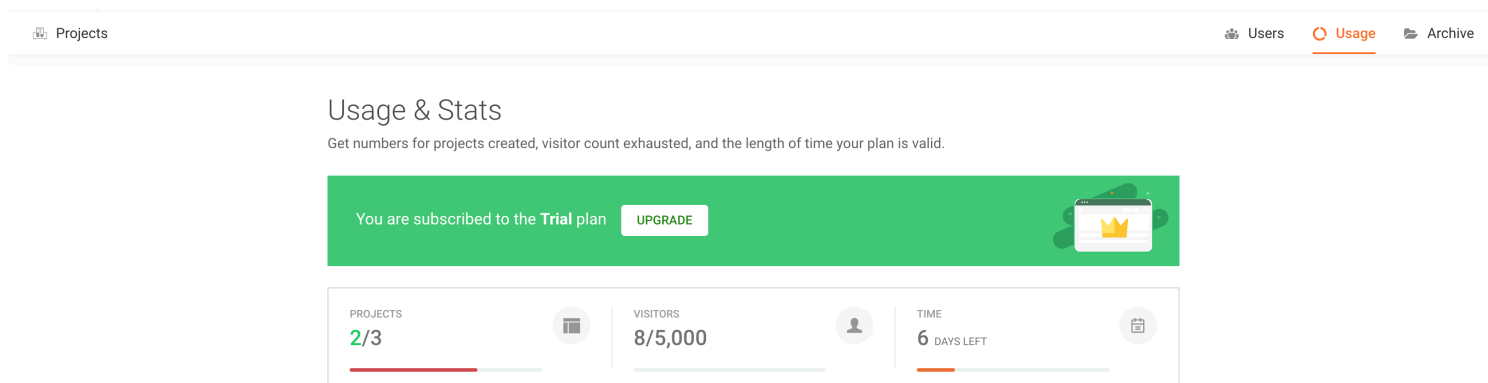 Projects
Users
Usage
Archive
Usage & Stats
Get numbers for projects created, visitor count exhausted, and the length of time your plan is valid.
You are subscribed to the Trial plan
UPGRADE
PROJECTS
2/3
VISITORS
8/5,000
TIME
6 DAYS LEFT